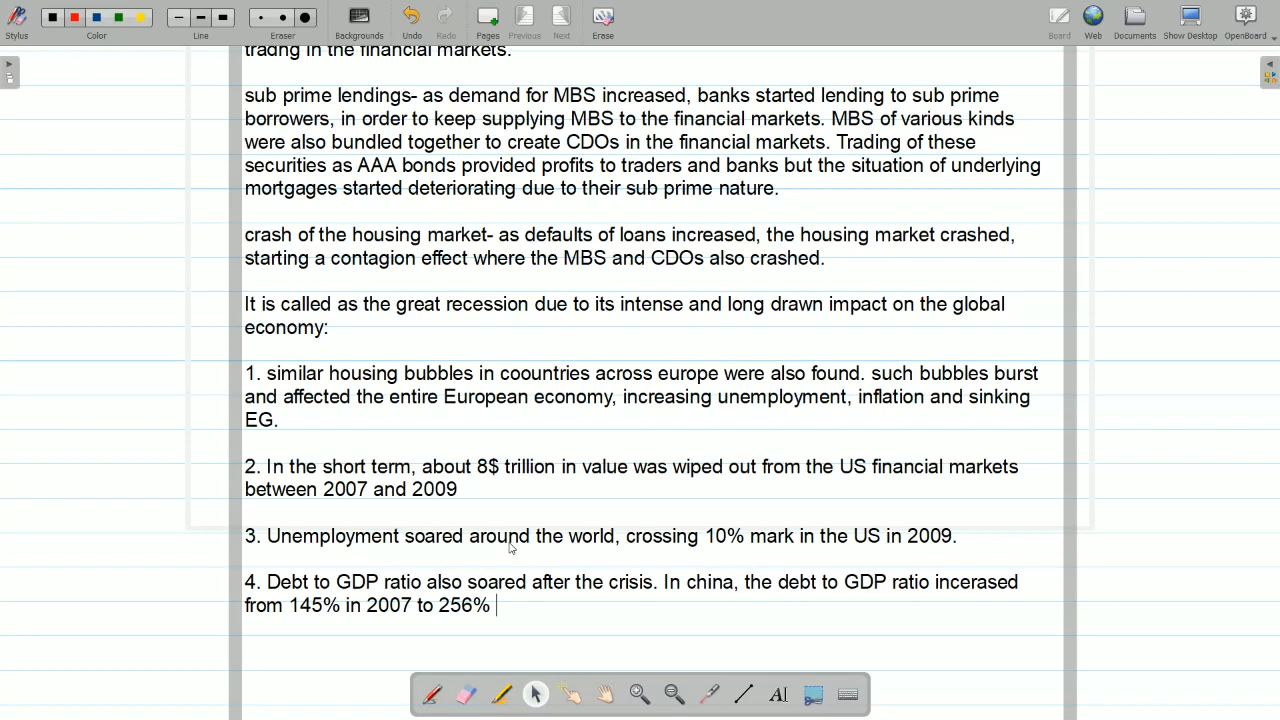 Stylus
Color
Line
Eraser
Backgrounds
Undo
Redo
Pages
Previous
Next
Erase
Board
Web
Documents
Show Desktop
OpenBoard
tradng in the financial markets.
sub prime lendings- as demand for MBS increased, banks started lending to sub prime
borrowers, in order to keep supplying MBS to the financial markets. MBS of various kinds
were also bundled together to create CDOs in the financial markets. Trading of these
securities as AAA bonds provided profits to traders and banks but the situation of underlying
mortgages started deteriorating due to their sub prime nature.
crash of the housing market- as defaults of loans increased, the housing market crashed,
starting a contagion effect where the MBS and CDOs also crashed.
It is called as the great recession due to its intense and long drawn impact on the global
economy:
1. similar housing bubbles in coountries across europe were also found. such bubbles burst
and affected the entire European economy, increasing unemployment, inflation and sinking
EG.
2. In the short term, about 8$ trillion in value was wiped out from the US financial markets
between 2007 and 2009
3. Unemployment soared around the world, crossing 10% mark in the US in 2009.
4. Debt to GDP ratio also soared after the crisis. In china, the debt to GDP ratio incerased
from 145% in 2007 to 256%
AI